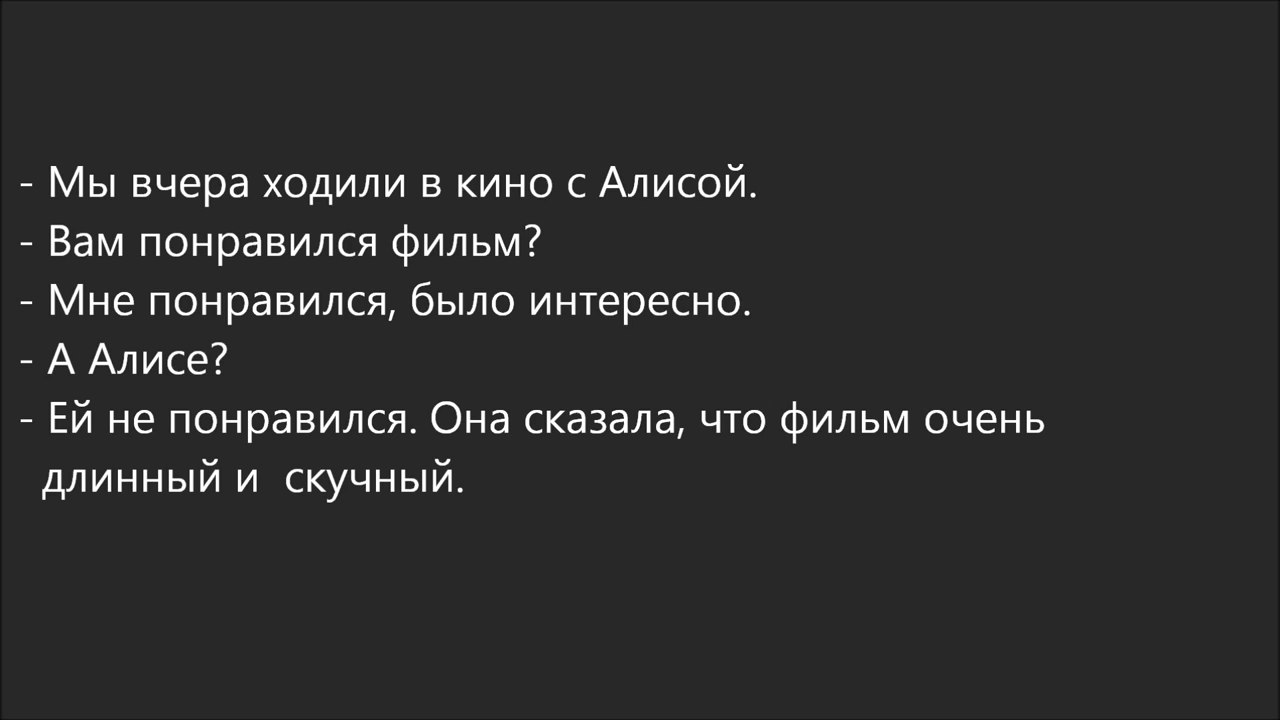 - Мы вчера ходили в кино с Алисой.
- Вам понравился фильм?
- Мне понравился, было интересно.
- А Алисе?
- Ей не понравился. Она сказала, что фильм очень
длинный и  скучный.